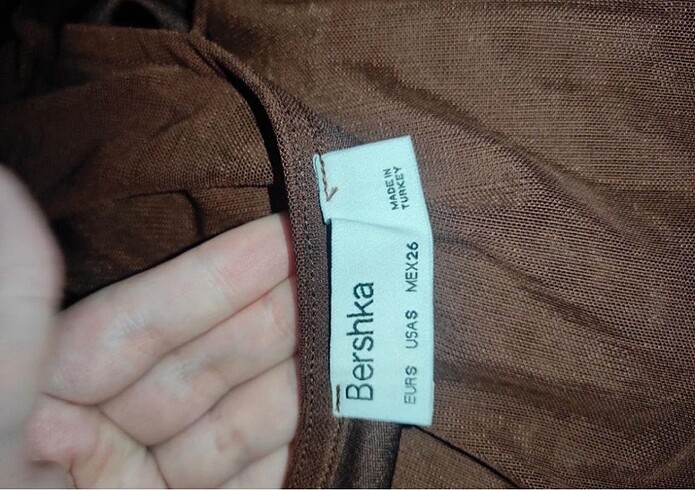 Bershka
EUR S USA S MEX 26
MADE IN
TURKEY